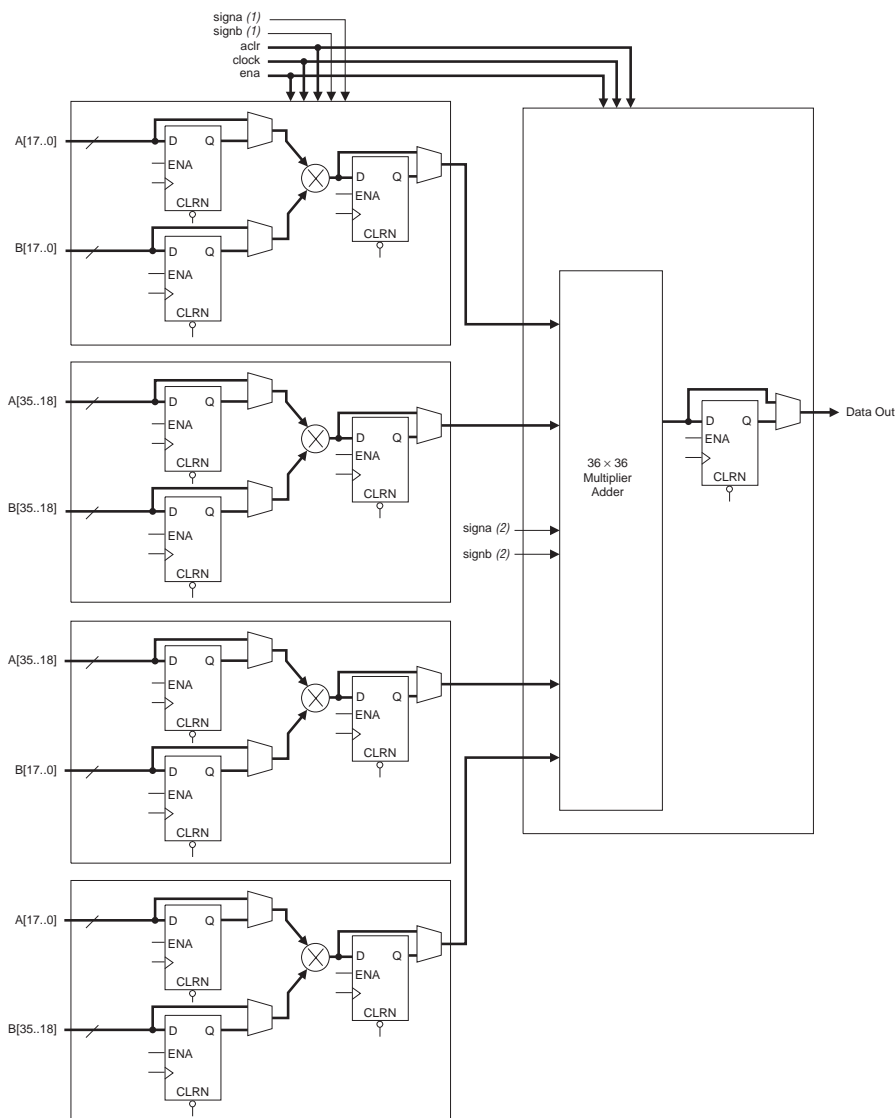 signa (1)
signb (1)
aclr
clock
ena
A[17..0]
D Q
ENA
CLRN
B[17..0]
D Q
ENA
CLRN
D Q
ENA
CLRN
A[35..18]
D Q
ENA
CLRN
B[35..18]
D Q
ENA
CLRN
D Q
ENA
CLRN
36 × 36
Multiplier
Adder
signa (2)
signb (2)
D Q
ENA
CLRN
Data Out
A[35..18]
D Q
ENA
CLRN
B[17..0]
D Q
ENA
CLRN
D Q
ENA
CLRN
A[17..0]
D Q
ENA
CLRN
B[35..18]
D Q
ENA
CLRN
D Q
ENA
CLRN